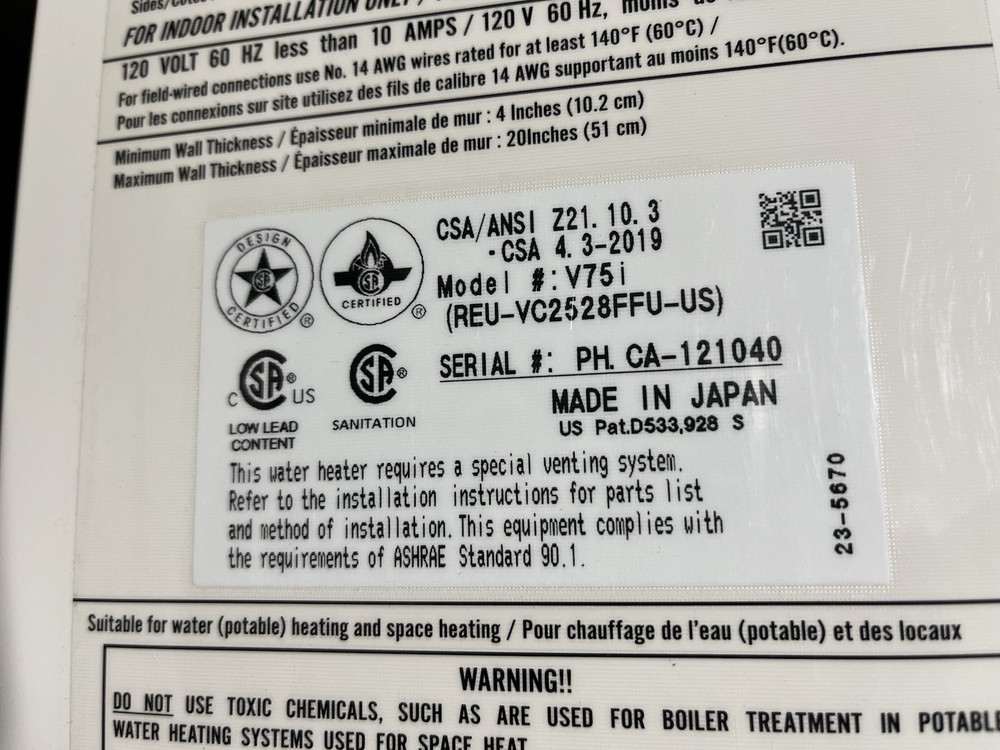 FOR INDOOR INSTALLATION ONLY /
120 VOLT 60 HZ less than 10 AMPS / 120 V 60 Hz, moins
For field-wired connections use No. 14 AWG wires rated for at least 140°F (60°C) /
Pour les connexions sur site utilisez des fils de calibre 14 AWG supportant au moins 140°F(60°C).
Minimum Wall Thickness / Épaisseur minimale de mur : 4 Inches (10.2 cm)
Maximum Wall Thickness / Épaisseur maximale de mur : 20Inches (51 cm)
DESIGN
SA
CERTIFIED ®
SA
CERTIFIED ®
CSA/ANSI Z21. 10. 3
・CSA 4. 3-2019
Model #:V75i
(REU-VC2528FFU-US)
SERIAL #: PH. CA-121040
MADE IN JAPAN
US Pat.D533,928 S
C SA ® US
LOW LEAD
CONTENT
SA ®
SANITATION
This water heater requires a special venting system.
Refer to the installation instructions for parts list
and method of installation. This equipment complies with
the requirements of ASHRAE Standard 90.1.
23-5670
Suitable for water (potable) heating and space heating / Pour chauffage de l'eau (potable) et des locaux
WARNING!!
DO NOT USE TOXIC CHEMICALS, SUCH AS ARE USED FOR BOILER TREATMENT IN POTABLE
WATER HEATING SYSTEMS USED FOR SPACE HEAT